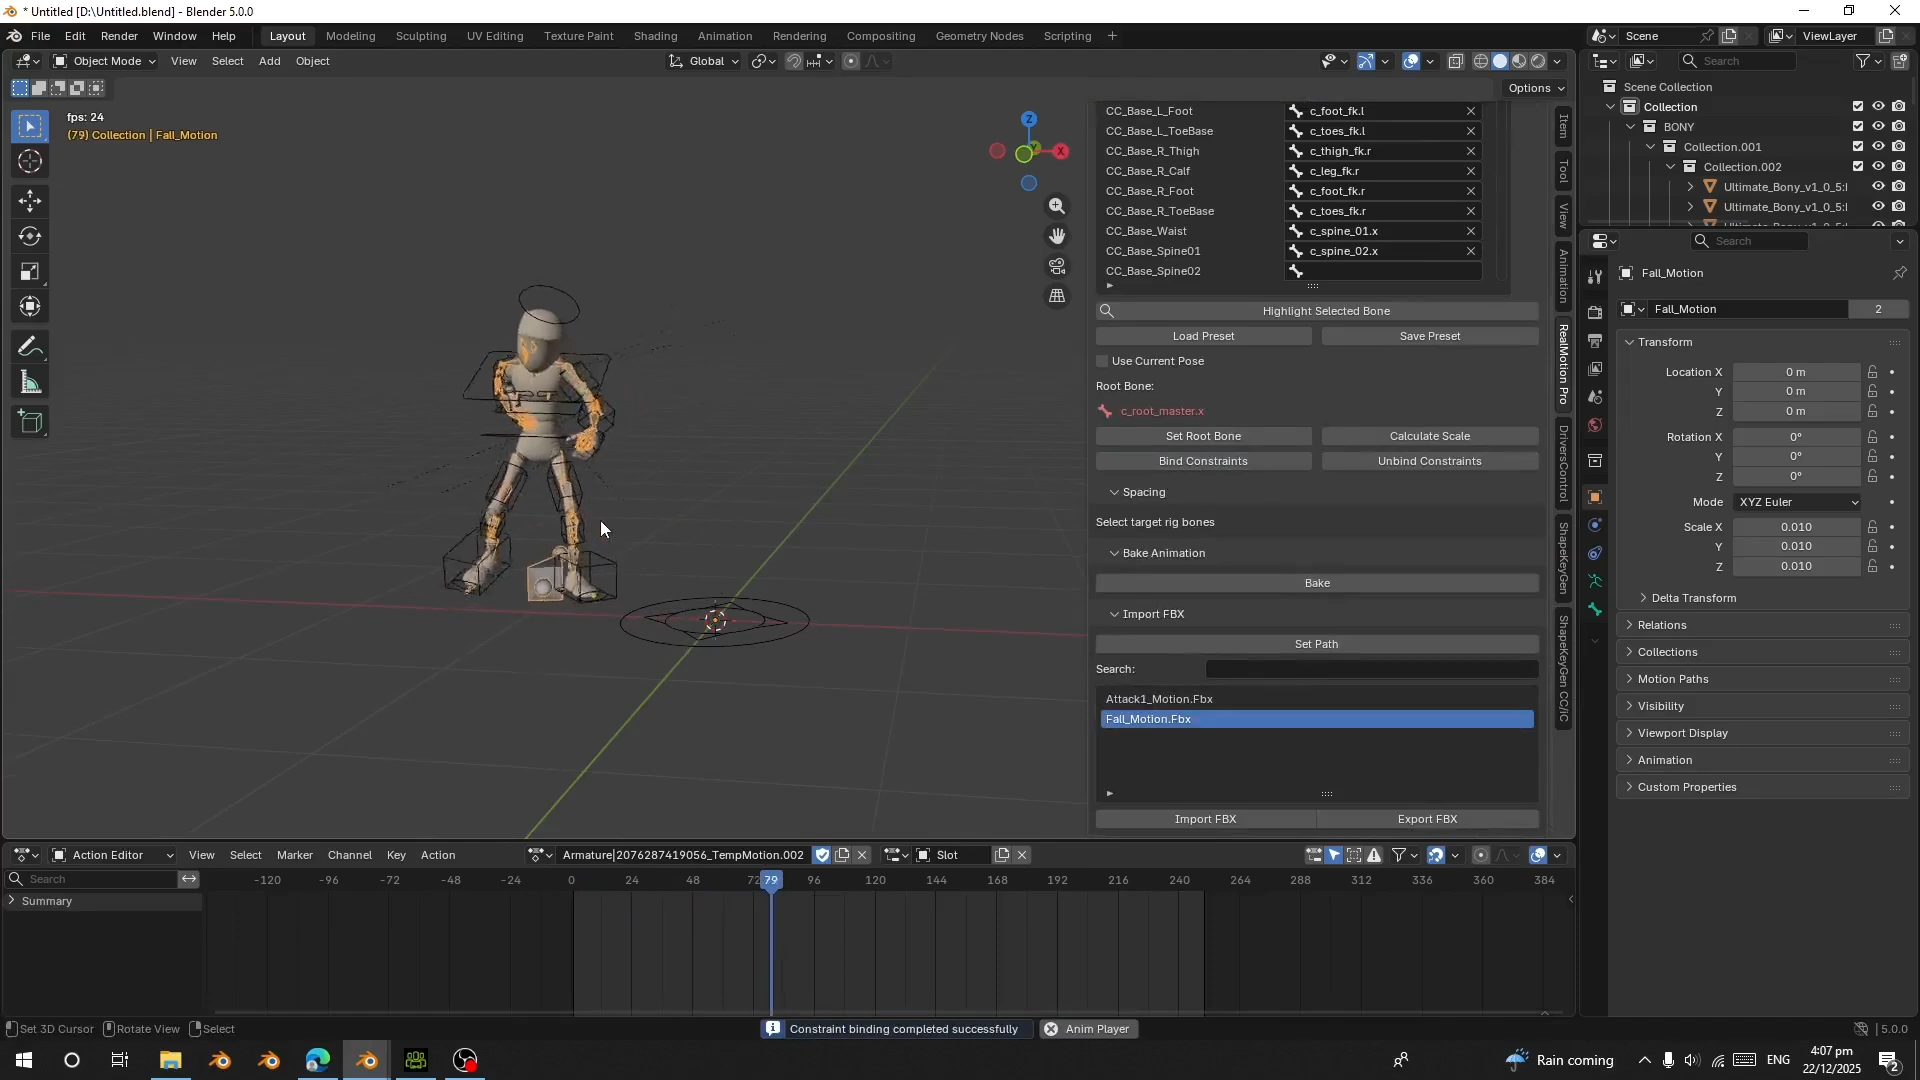 * Untitled [D:\Untitled.blend] - Blender 5.0.0
File Edit Render Window Help Layout Modeling Sculpting UV Editing Texture Paint Shading Animation Rendering Compositing Geometry Nodes Scripting
Scene ViewLayer
Object Mode View Select Add Object Global
Search
Options
fps: 24
(79) Collection | Fall_Motion
Z
Y
X
CC_Base_L_Foot c_foot_fk.l
CC_Base_L_ToeBase c_toes_fk.l
CC_Base_R_Thigh c_thigh_fk.r
CC_Base_R_Calf c_leg_fk.r
CC_Base_R_Foot c_foot_fk.r
CC_Base_R_ToeBase c_toes_fk.r
CC_Base_Waist c_spine_01.x
CC_Base_Spine01 c_spine_02.x
CC_Base_Spine02
Highlight Selected Bone
Load Preset Save Preset
Use Current Pose
Root Bone:
c_root_master.x
Set Root Bone Calculate Scale
Bind Constraints Unbind Constraints
Spacing
Select target rig bones
Bake Animation
Bake
Import FBX
Set Path
Search:
Attack1_Motion.Fbx
Fall_Motion.Fbx
Import FBX Export FBX
Item
Tool
View
Animation
RealMotion Pro
DriversControl
ShapeKeyGen
ShapeKeyGen CC/iC
Scene Collection
Collection
BONY
Collection.001
Collection.002
Ultimate_Bony_v1_0_5:I
Ultimate_Bony_v1_0_5:I
Search
Fall_Motion
Fall_Motion 2
Transform
Location X 0 m
Y 0 m
Z 0 m
Rotation X 0°
Y 0°
Z 0°
Mode XYZ Euler
Scale X 0.010
Y 0.010
Z 0.010
Delta Transform
Relations
Collections
Motion Paths
Visibility
Viewport Display
Animation
Custom Properties
Action Editor View Select Marker Channel Key Action Armature|2076287419056_TempMotion.002 Slot
Search
-120 -96 -72 -48 -24 0 24 48 72 79 96 120 144 168 192 216 240 264 288 312 336 360 384
Summary
Set 3D Cursor Rotate View Select Constraint binding completed successfully Anim Player 5.0.0
Rain coming ENG 4:07 pm
22/12/2025 2